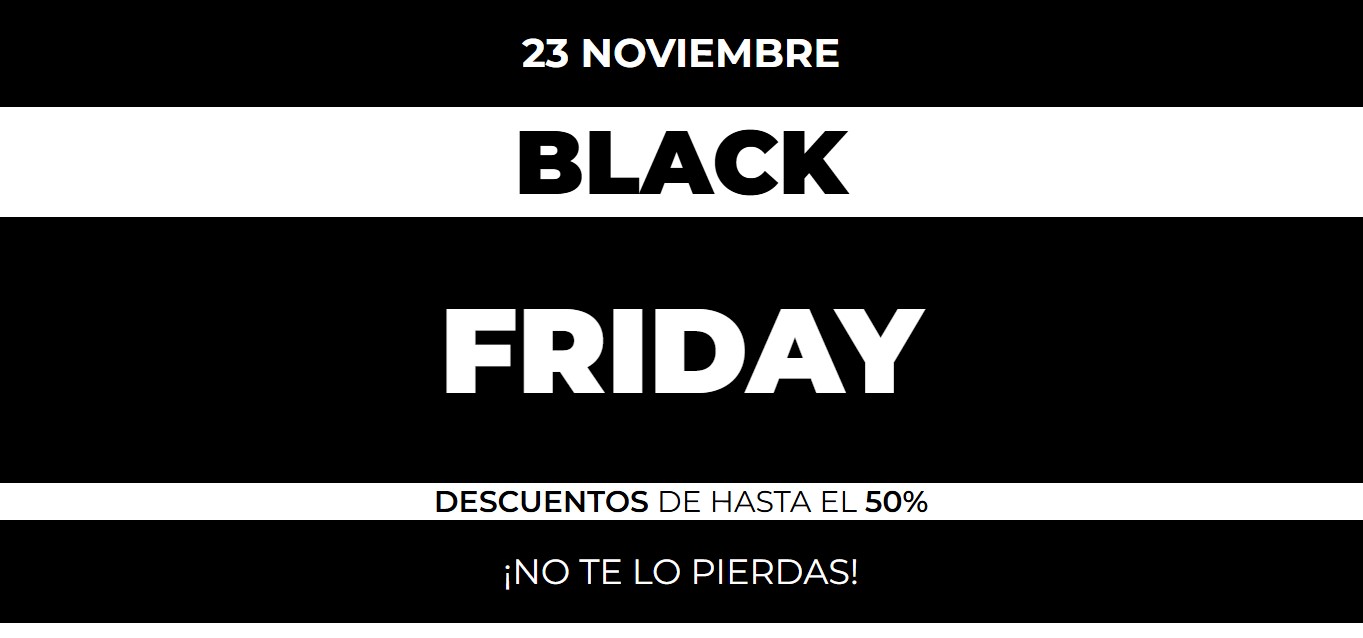 23 NOVIEMBRE
BLACK
FRIDAY
DESCUENTOS DE HASTA EL 50%
¡NO TE LO PIERDAS!